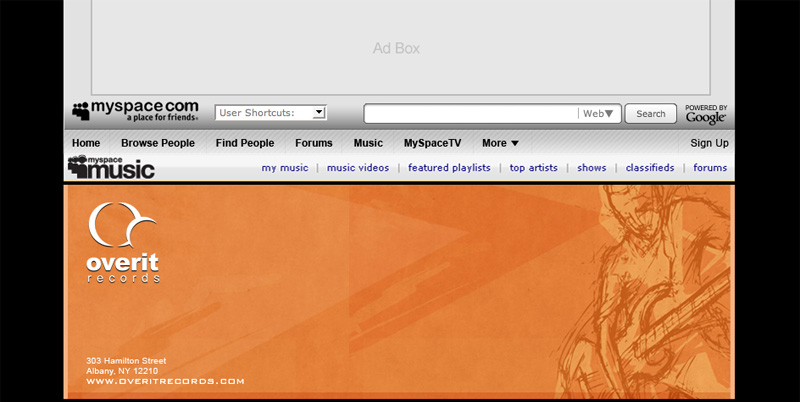 Ad Box
myspace.com
a place for friends®
User Shortcuts:
Web▼
Search
POWERED BY
Google™
Home Browse People Find People Forums Music MySpaceTV More ▼ Sign Up
myspace
music
my music | music videos | featured playlists | top artists | shows | classifieds | forums
overit
records
303 Hamilton Street
Albany, NY 12210
WWW.OVERITRECORDS.COM